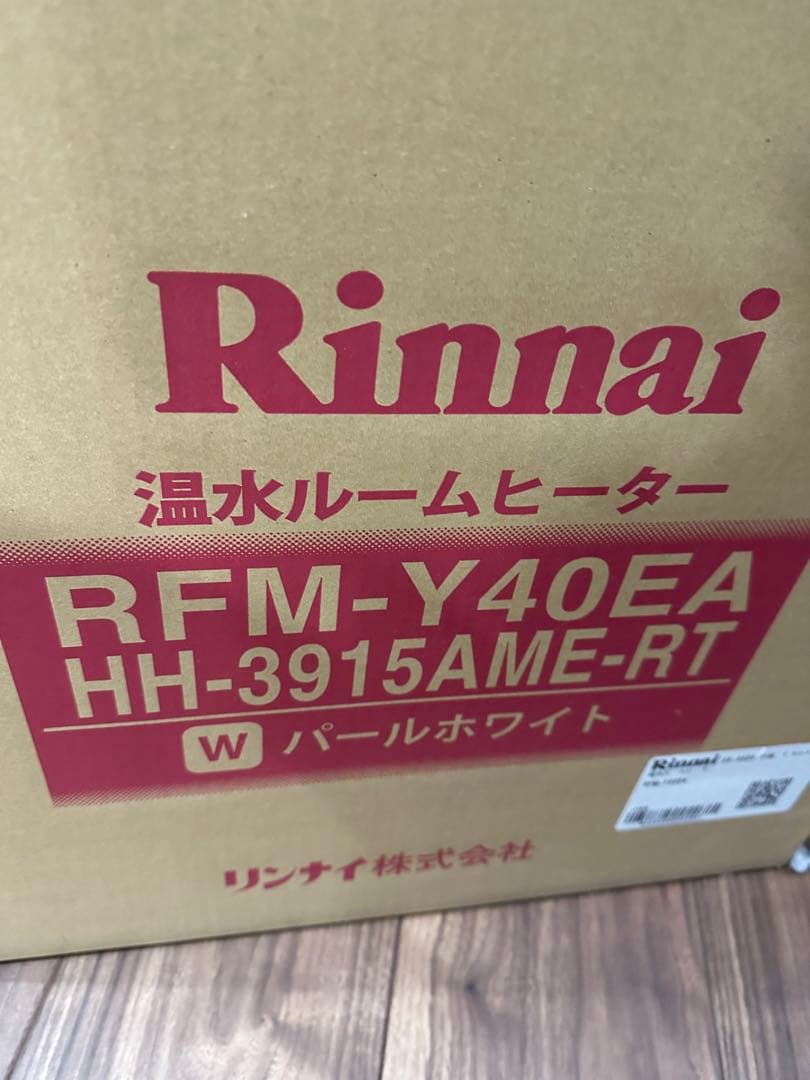 Rinnai
温水ルームヒーター
RFM-Y40EA
HH-3915AME-RT
W パールホワイト
Rinnai
リンナイ株式会社